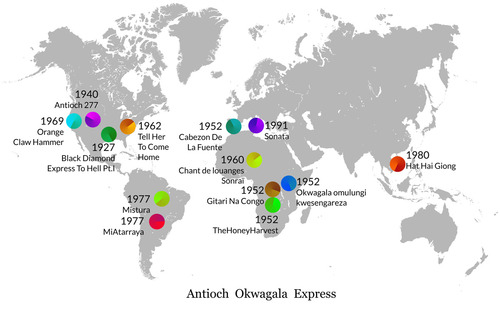 1940
Antioch 277
1969
Orange
Claw Hammer
1962
Tell Her
To Come
Home
1927
Black Diamond
Express To Hell Pt.I
1952
Cabezon De
La Fuente
1991
Sonata
1960
Chant de louanges
Sonrai
1980
Hat Hai Giong
1952
Okwagala omulungi
kwesengareza
1952
Gitari Na Congo
1952
TheHoneyHarvest
1977
Mistura
1977
MiAtarraya
Antioch Okwagala Express